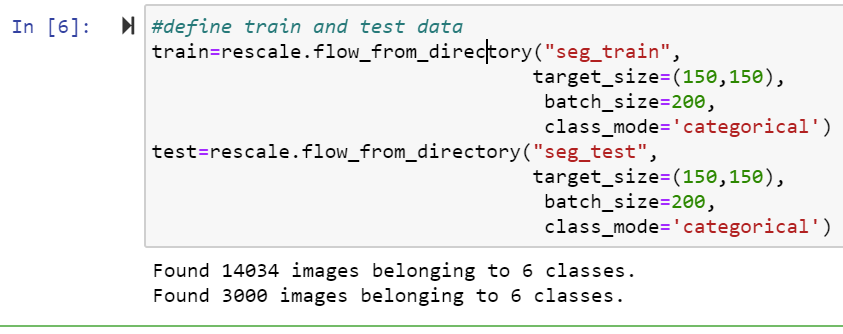 In [6]:
#define train and test data
train=rescale.flow_from_directory("seg_train",
target_size=(150,150),
batch_size=200,
class_mode='categorical')
test=rescale.flow_from_directory("seg_test",
target_size=(150,150),
batch_size=200,
class_mode='categorical')
Found 14034 images belonging to 6 classes.
Found 3000 images belonging to 6 classes.